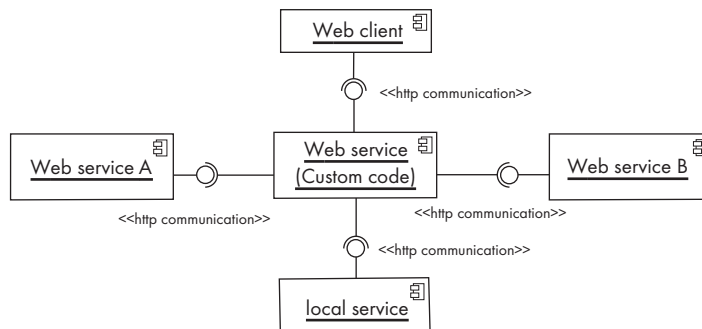 Web client
<<http communication>>
Web service A
Web service
(Custom code)
Web service B
<<http communication>>
<<http communication>>
<<http communication>>
local service